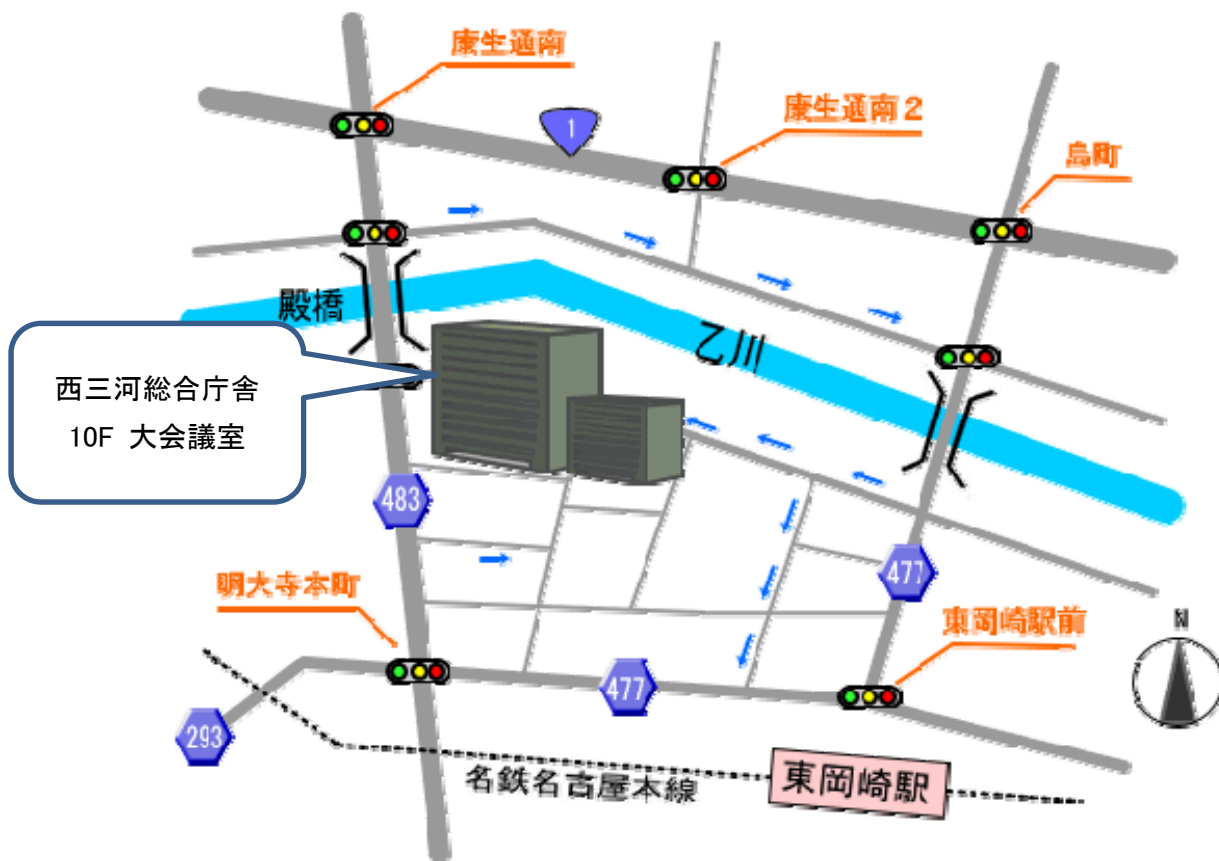 康生通南
1
康生通南2
島町
殿橋
乙川
西三河総合庁舎
10F 大会議室
483
477
明大寺本町
東岡崎駅前
N
477
293
名鉄名古屋本線
東岡崎駅